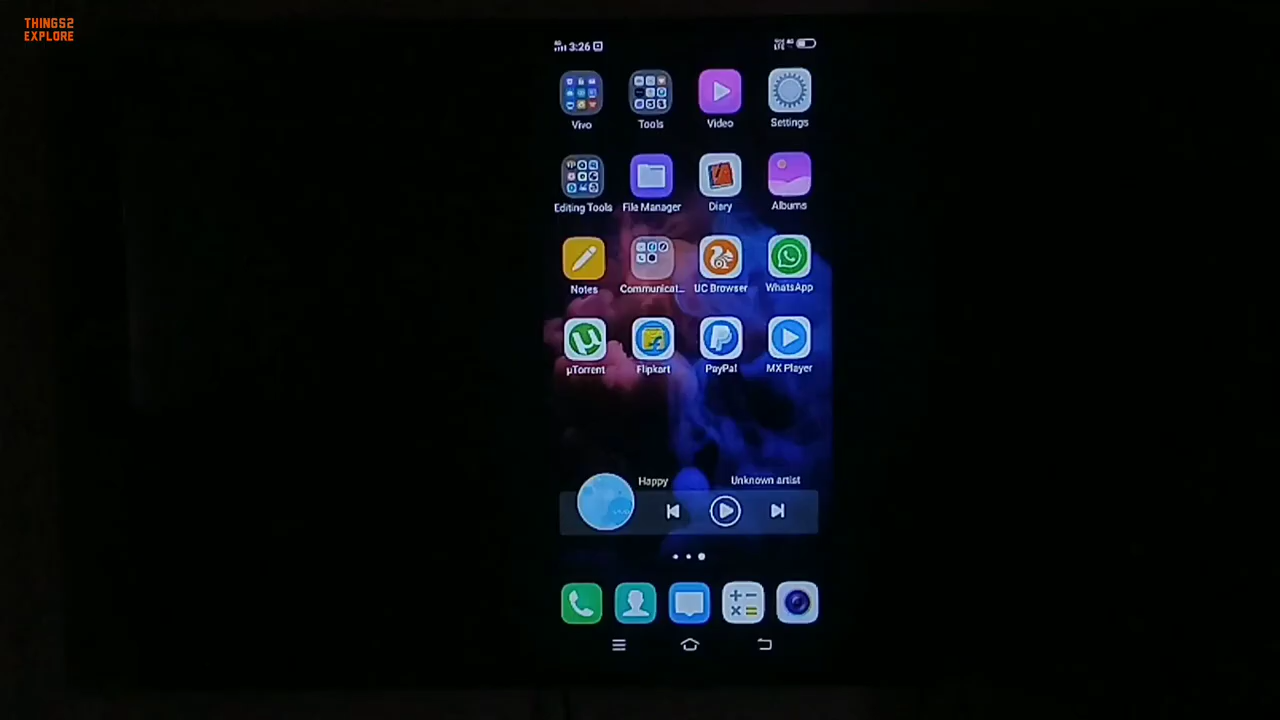 THINGS2
EXPLORE
3:26
Vivo
Tools
Video
Settings
Editing Tools
File Manager
Diary
Albums
Notes
Communicat...
UC Browser
WhatsApp
µTorrent
Flipkart
PayPal
MX Player
Happy
Unknown artist